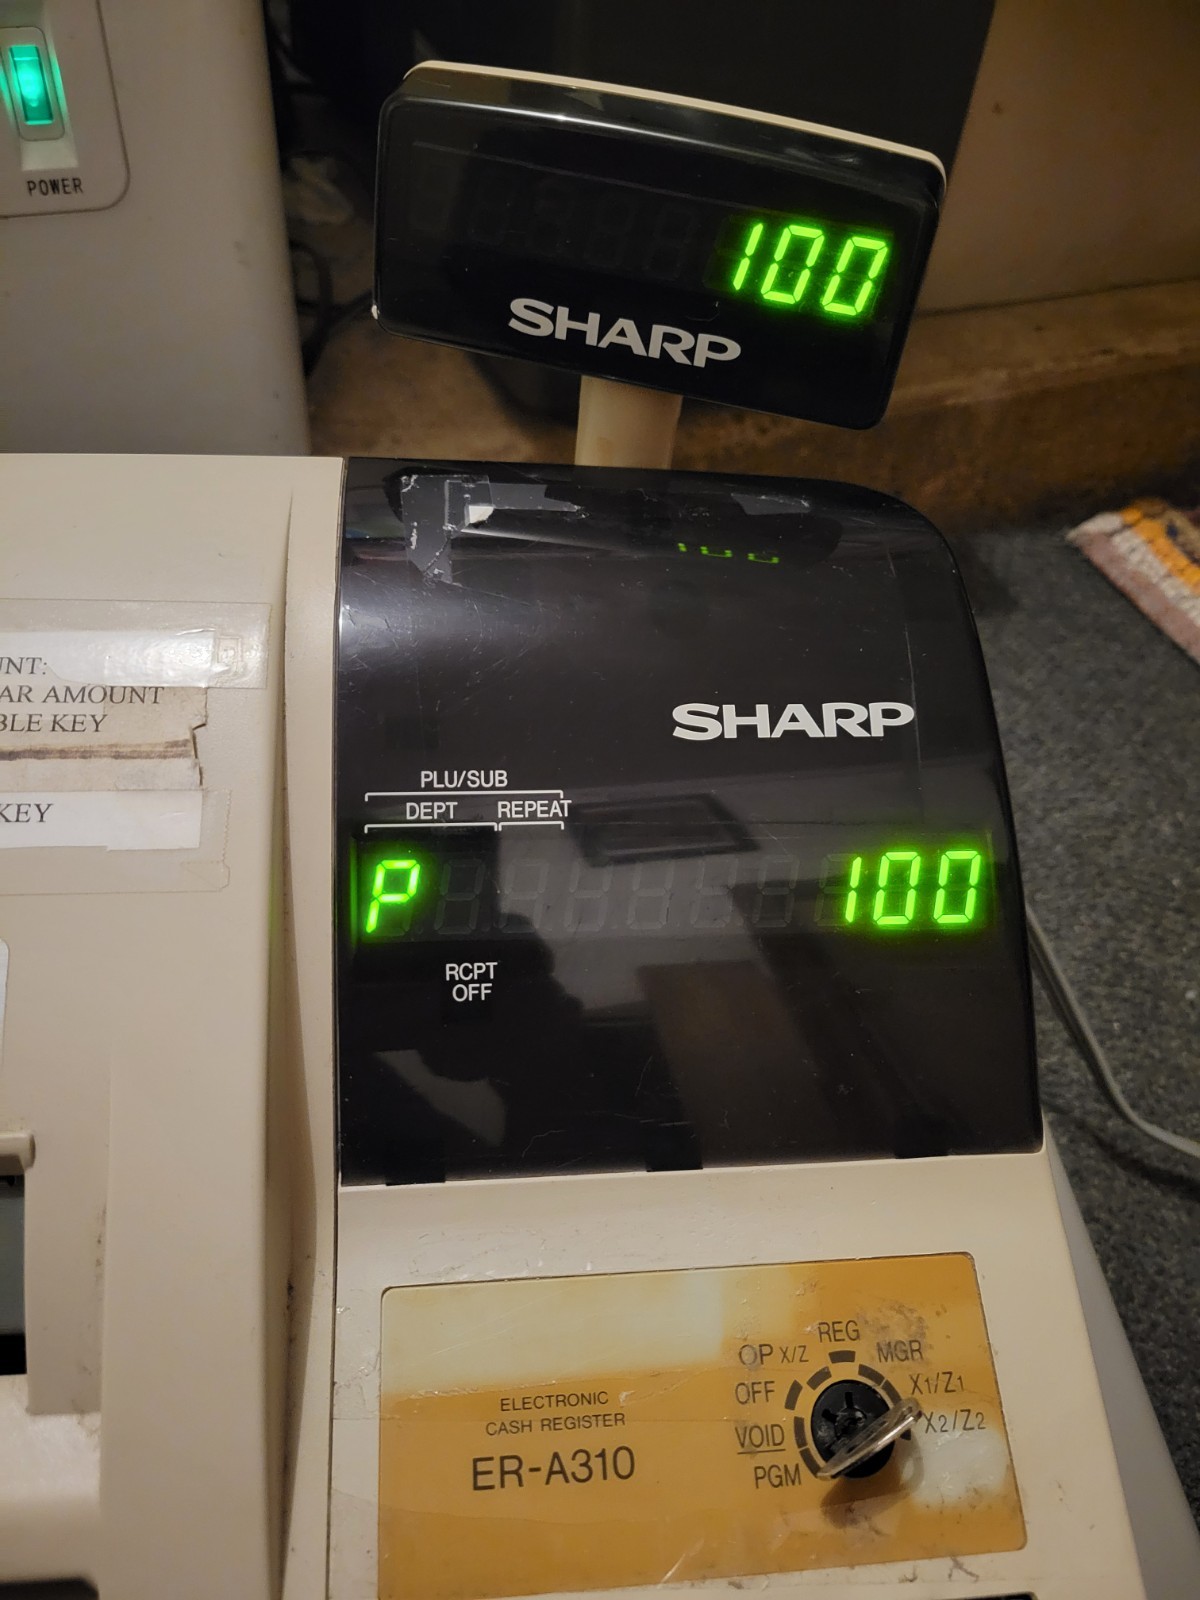 POWER
100
SHARP
SHARP
UNT:
AR AMOUNT
BLE KEY
KEY
PLU/SUB
DEPT REPEAT
P 100
RCPT
OFF
REG
OP X/Z MGR
OFF X1/Z1
VOID X2/Z2
PGM
ELECTRONIC
CASH REGISTER
ER-A310